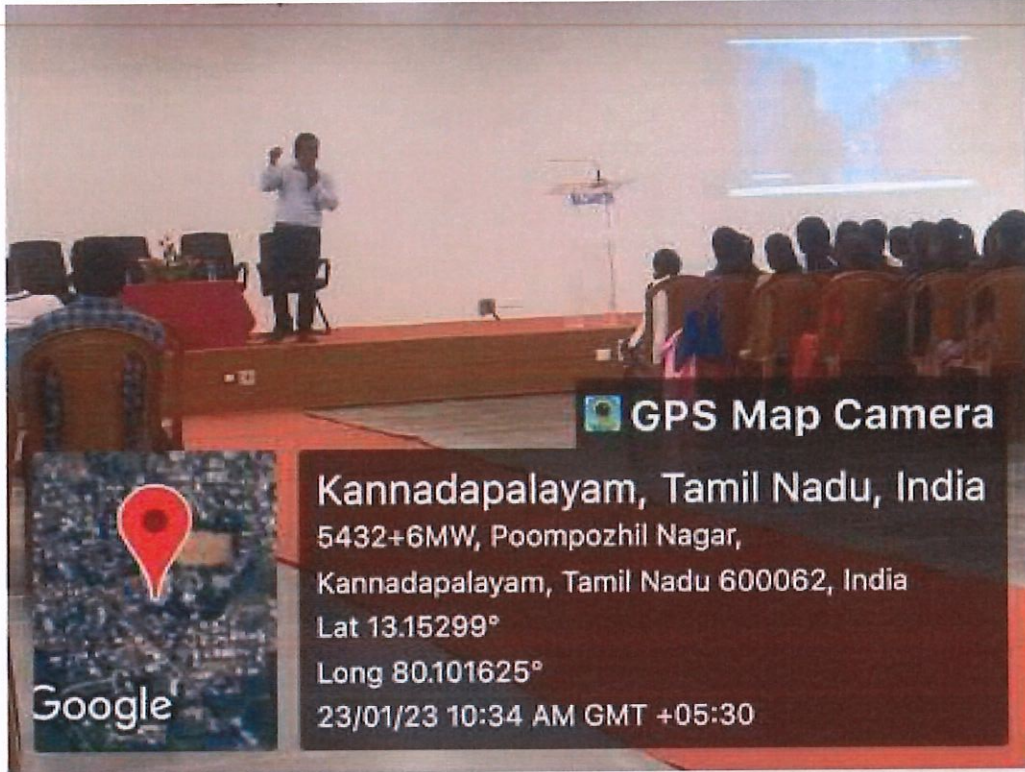 GPS Map Camera
Kannadapalayam, Tamil Nadu, India
5432+6MW, Poompozhil Nagar,
Kannadapalayam, Tamil Nadu 600062, India
Lat 13.15299°
Long 80.101625°
23/01/23 10:34 AM GMT +05:30
Google